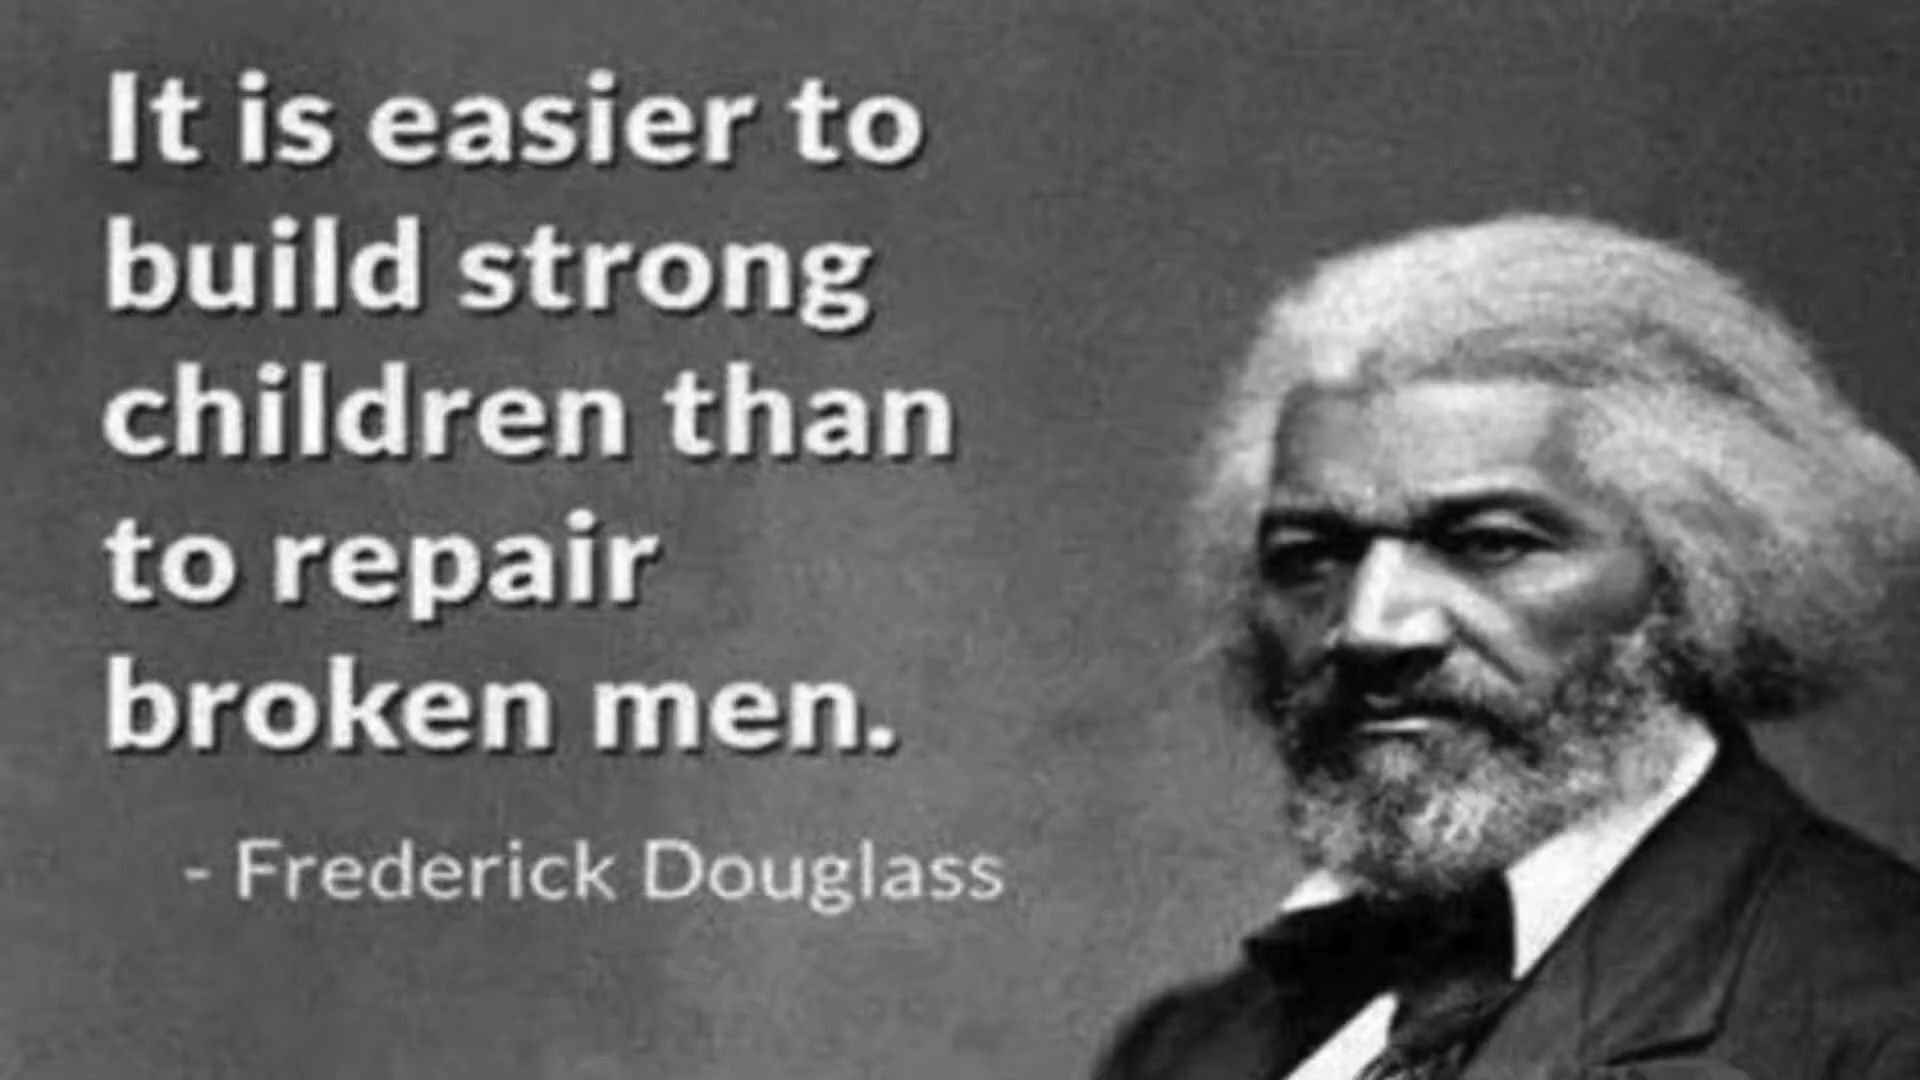 It is easier to
build strong
children than
to repair
broken men.
- Frederick Douglass